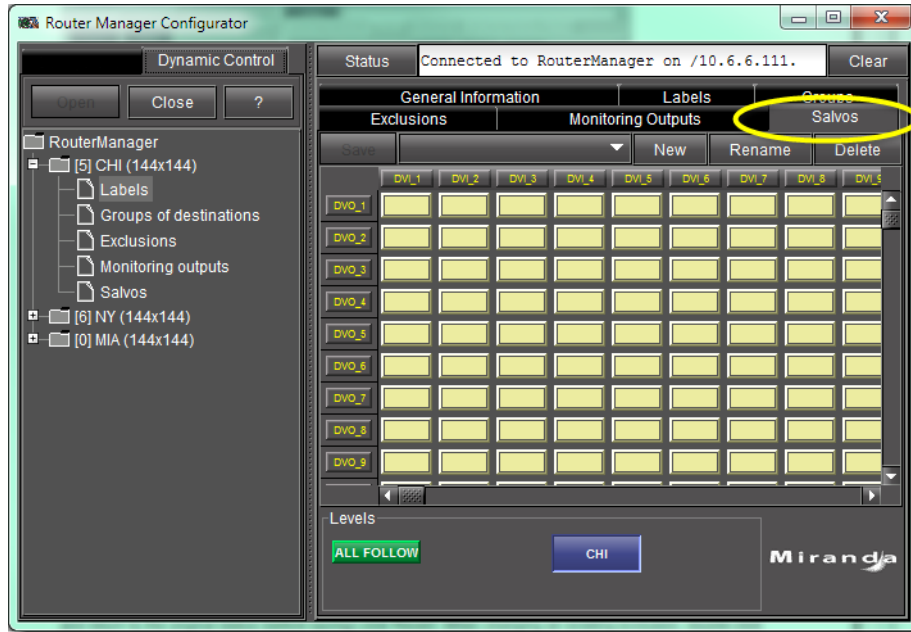 Router Manager Configurator
Dynamic Control
Open Close ?
RouterManager
[5] CHI (144x144)
Labels
Groups of destinations
Exclusions
Monitoring outputs
Salvos
[6] NY (144x144)
[0] MIA (144x144)
Status Connected to RouterManager on /10.6.6.111. Clear
General Information Labels Groups
Exclusions Monitoring Outputs Salvos
Save New Rename Delete
DVI_1 DVI_2 DVI_3 DVI_4 DVI_5 DVI_6 DVI_7 DVI_8 DVI_9
DVO_1
DVO_2
DVO_3
DVO_4
DVO_5
DVO_6
DVO_7
DVO_8
DVO_9
Levels
ALL FOLLOW CHI
Miranda